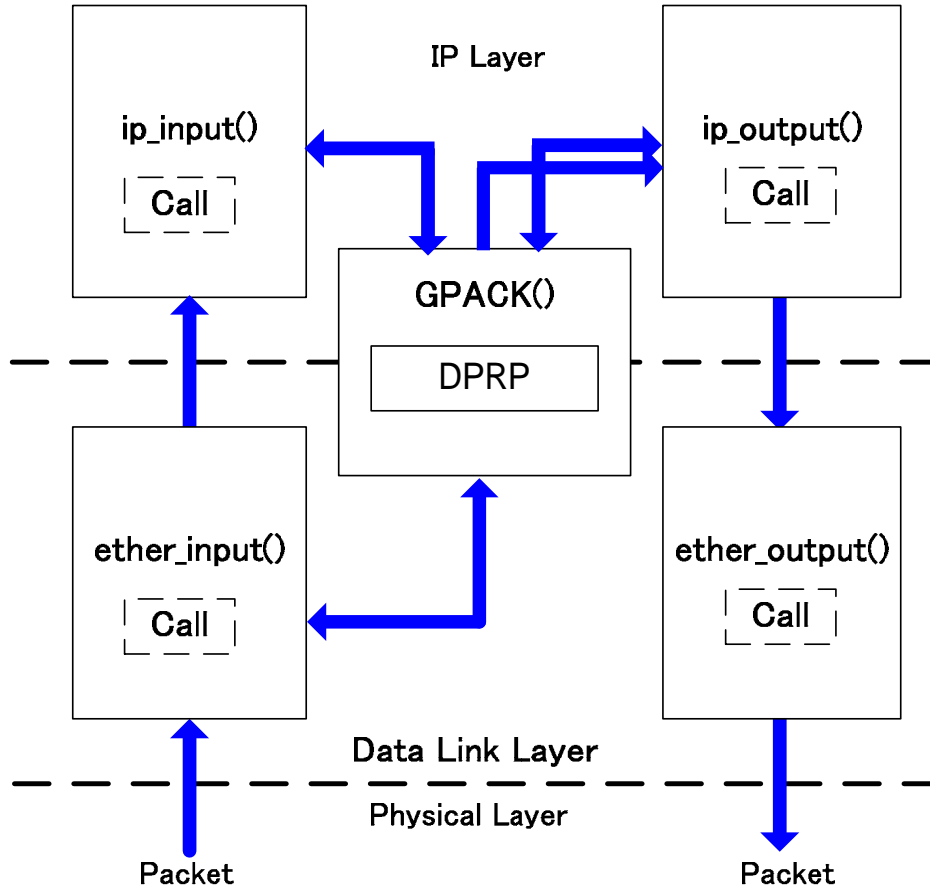 IP Layer
ip_input()
Call
ip_output()
Call
GPACK()
DPRP
ether_input()
Call
ether_output()
Call
Data Link Layer
Physical Layer
Packet
Packet